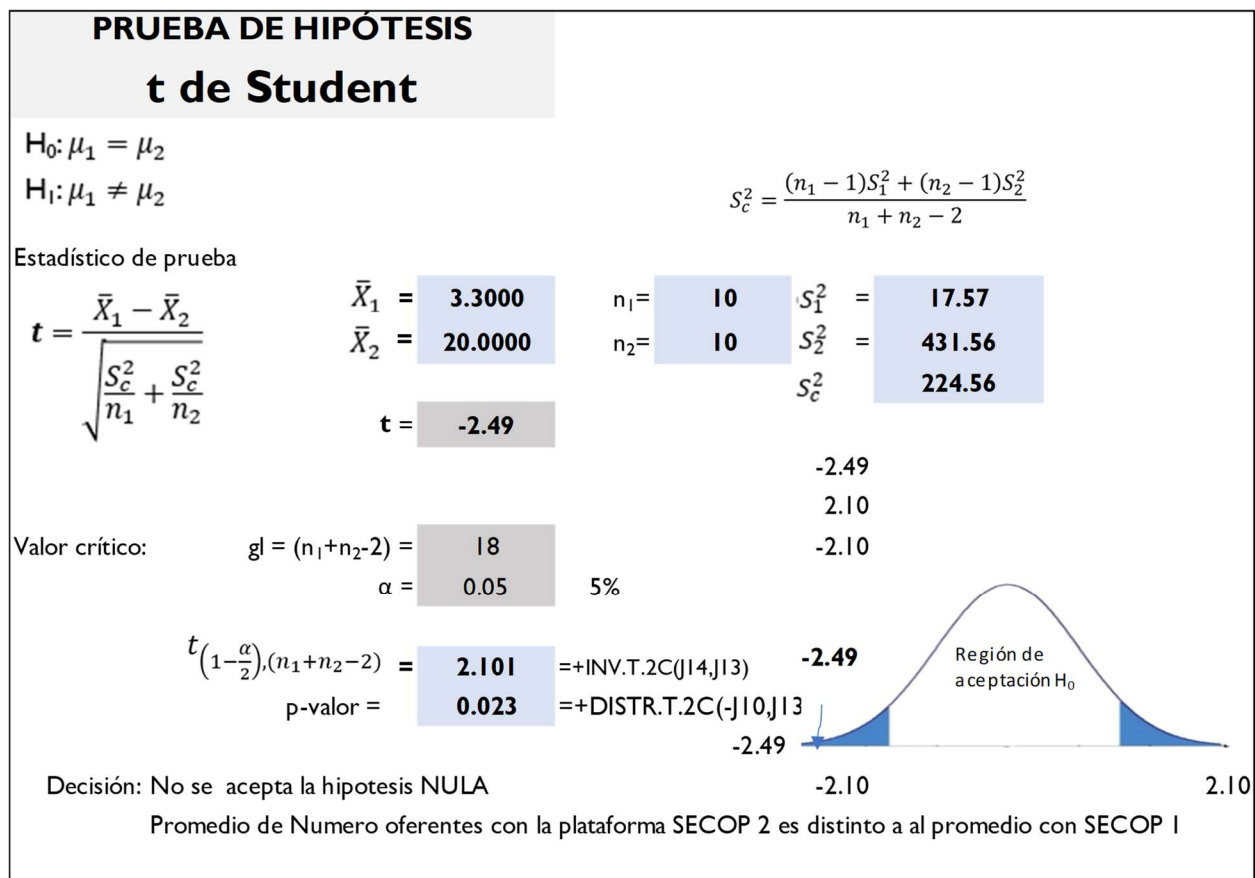 PRUEBA DE HIPÓTESIS
t de Student
H₀: μ₁ = μ₂
H₁: μ₁ ≠ μ₂
S_c² = ((n₁ − 1)S₁² + (n₂ − 1)S₂²) / (n₁ + n₂ − 2)
Estadístico de prueba
t = (X̄₁ − X̄₂) / √(S_c²/n₁ + S_c²/n₂)
X̄₁ = 3.3000 n₁= 10 S₁² = 17.57
X̄₂ = 20.0000 n₂= 10 S₂² = 431.56
S_c² 224.56
t = -2.49
-2.49
2.10
Valor crítico: gl = (n₁+n₂-2) = 18 -2.10
α = 0.05 5%
t(1−α/2),(n₁+n₂−2) = 2.101 =+INV.T.2C(J14,J13)
p-valor = 0.023 =+DISTR.T.2C(-J10,J13
-2.49
Región de
aceptación H₀
-2.49
-2.10 2.10
Decisión: No se acepta la hipotesis NULA
Promedio de Numero oferentes con la plataforma SECOP 2 es distinto a al promedio con SECOP 1